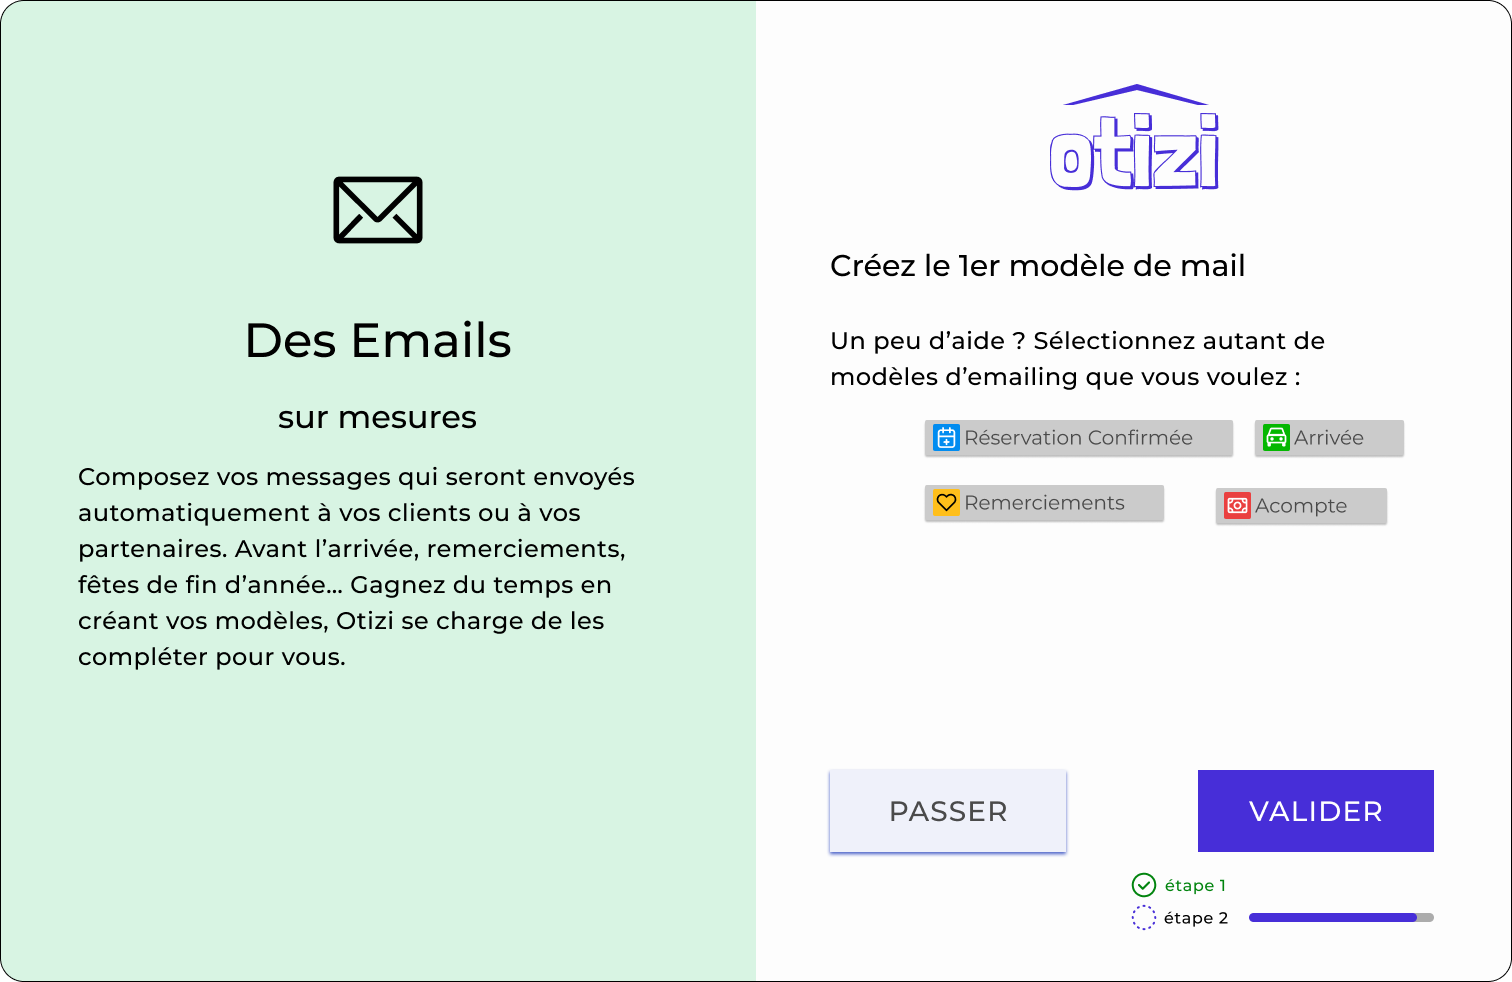 Des Emails
sur mesures
Composez vos messages qui seront envoyés
automatiquement à vos clients ou à vos
partenaires. Avant l’arrivée, remerciements,
fêtes de fin d’année... Gagnez du temps en
créant vos modèles, Otizi se charge de les
compléter pour vous.
otizi
Créez le 1er modèle de mail
Un peu d’aide ? Sélectionnez autant de
modèles d’emailing que vous voulez :
Réservation Confirmée
Arrivée
Remerciements
Acompte
PASSER
VALIDER
étape 1
étape 2